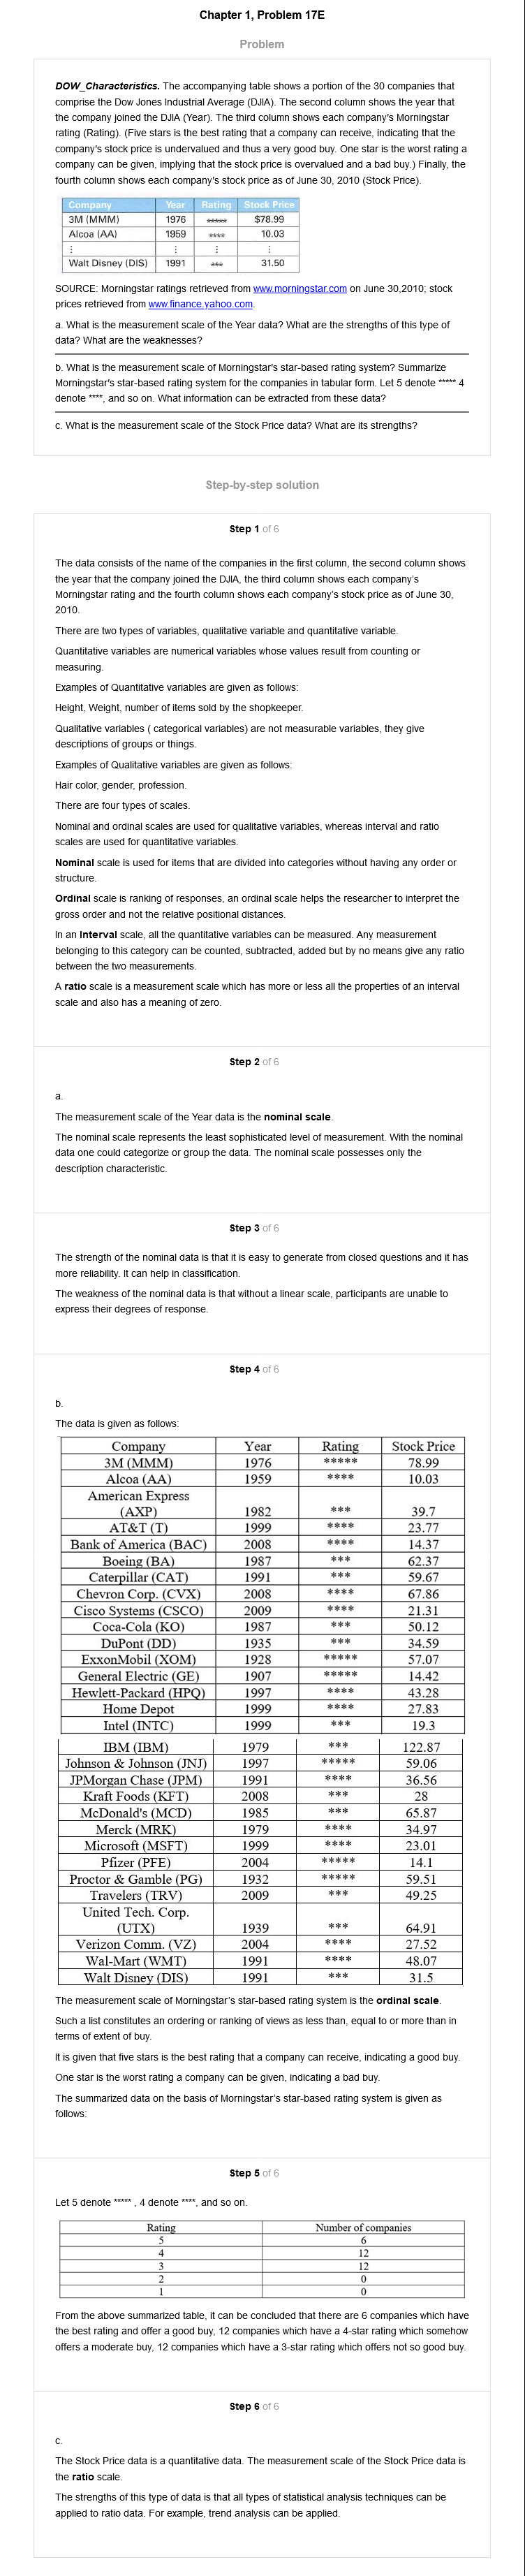 Chapter 1, Problem 17E
Problem
DOW_Characteristics. The accompanying table shows a portion of the 30 companies that
comprise the Dow Jones Industrial Average (DJIA). The second column shows the year that
the company joined the DJIA (Year). The third column shows each company's Morningstar
rating (Rating). (Five stars is the best rating that a company can receive, indicating that the
company's stock price is undervalued and thus a very good buy. One star is the worst rating a
company can be given, implying that the stock price is overvalued and a bad buy.) Finally, the
fourth column shows each company's stock price as of June 30, 2010 (Stock Price).
Company Year Rating Stock Price
3M (MMM) 1976 ***** $78.99
Alcoa (AA) 1959 **** 10.03
⋮ ⋮ ⋮ ⋮
Walt Disney (DIS) 1991 *** 31.50
SOURCE: Morningstar ratings retrieved from www.morningstar.com on June 30,2010; stock
prices retrieved from www.finance.yahoo.com.
a. What is the measurement scale of the Year data? What are the strengths of this type of
data? What are the weaknesses?
b. What is the measurement scale of Morningstar's star-based rating system? Summarize
Morningstar's star-based rating system for the companies in tabular form. Let 5 denote ***** 4
denote ****, and so on. What information can be extracted from these data?
c. What is the measurement scale of the Stock Price data? What are its strengths?
Step-by-step solution
Step 1 of 6
The data consists of the name of the companies in the first column, the second column shows
the year that the company joined the DJIA, the third column shows each company's
Morningstar rating and the fourth column shows each company's stock price as of June 30,
2010.
There are two types of variables, qualitative variable and quantitative variable.
Quantitative variables are numerical variables whose values result from counting or
measuring.
Examples of Quantitative variables are given as follows:
Height, Weight, number of items sold by the shopkeeper.
Qualitative variables ( categorical variables) are not measurable variables, they give
descriptions of groups or things.
Examples of Qualitative variables are given as follows:
Hair color, gender, profession.
There are four types of scales.
Nominal and ordinal scales are used for qualitative variables, whereas interval and ratio
scales are used for quantitative variables.
Nominal scale is used for items that are divided into categories without having any order or
structure.
Ordinal scale is ranking of responses, an ordinal scale helps the researcher to interpret the
gross order and not the relative positional distances.
In an Interval scale, all the quantitative variables can be measured. Any measurement
belonging to this category can be counted, subtracted, added but by no means give any ratio
between the two measurements.
A ratio scale is a measurement scale which has more or less all the properties of an interval
scale and also has a meaning of zero.
Step 2 of 6
a.
The measurement scale of the Year data is the nominal scale.
The nominal scale represents the least sophisticated level of measurement. With the nominal
data one could categorize or group the data. The nominal scale possesses only the
description characteristic.
Step 3 of 6
The strength of the nominal data is that it is easy to generate from closed questions and it has
more reliability. It can help in classification.
The weakness of the nominal data is that without a linear scale, participants are unable to
express their degrees of response.
Step 4 of 6
b.
The data is given as follows:
Company Year Rating Stock Price
3M (MMM) 1976 ***** 78.99
Alcoa (AA) 1959 **** 10.03
American Express
(AXP) 1982 *** 39.7
AT&T (T) 1999 **** 23.77
Bank of America (BAC) 2008 **** 14.37
Boeing (BA) 1987 *** 62.37
Caterpillar (CAT) 1991 *** 59.67
Chevron Corp. (CVX) 2008 **** 67.86
Cisco Systems (CSCO) 2009 **** 21.31
Coca-Cola (KO) 1987 *** 50.12
DuPont (DD) 1935 *** 34.59
ExxonMobil (XOM) 1928 ***** 57.07
General Electric (GE) 1907 ***** 14.42
Hewlett-Packard (HPQ) 1997 **** 43.28
Home Depot 1999 **** 27.83
Intel (INTC) 1999 *** 19.3
IBM (IBM) 1979 *** 122.87
Johnson & Johnson (JNJ) 1997 ***** 59.06
JPMorgan Chase (JPM) 1991 **** 36.56
Kraft Foods (KFT) 2008 *** 28
McDonald's (MCD) 1985 *** 65.87
Merck (MRK) 1979 **** 34.97
Microsoft (MSFT) 1999 **** 23.01
Pfizer (PFE) 2004 ***** 14.1
Proctor & Gamble (PG) 1932 ***** 59.51
Travelers (TRV) 2009 *** 49.25
United Tech. Corp.
(UTX) 1939 *** 64.91
Verizon Comm. (VZ) 2004 **** 27.52
Wal-Mart (WMT) 1991 **** 48.07
Walt Disney (DIS) 1991 *** 31.5
The measurement scale of Morningstar's star-based rating system is the ordinal scale.
Such a list constitutes an ordering or ranking of views as less than, equal to or more than in
terms of extent of buy.
It is given that five stars is the best rating that a company can receive, indicating a good buy.
One star is the worst rating a company can be given, indicating a bad buy.
The summarized data on the basis of Morningstar's star-based rating system is given as
follows:
Step 5 of 6
Let 5 denote ***** , 4 denote ****, and so on.
Rating Number of companies
5 6
4 12
3 12
2 0
1 0
From the above summarized table, it can be concluded that there are 6 companies which have
the best rating and offer a good buy, 12 companies which have a 4-star rating which somehow
offers a moderate buy, 12 companies which have a 3-star rating which offers not so good buy.
Step 6 of 6
c.
The Stock Price data is a quantitative data. The measurement scale of the Stock Price data is
the ratio scale.
The strengths of this type of data is that all types of statistical analysis techniques can be
applied to ratio data. For example, trend analysis can be applied.